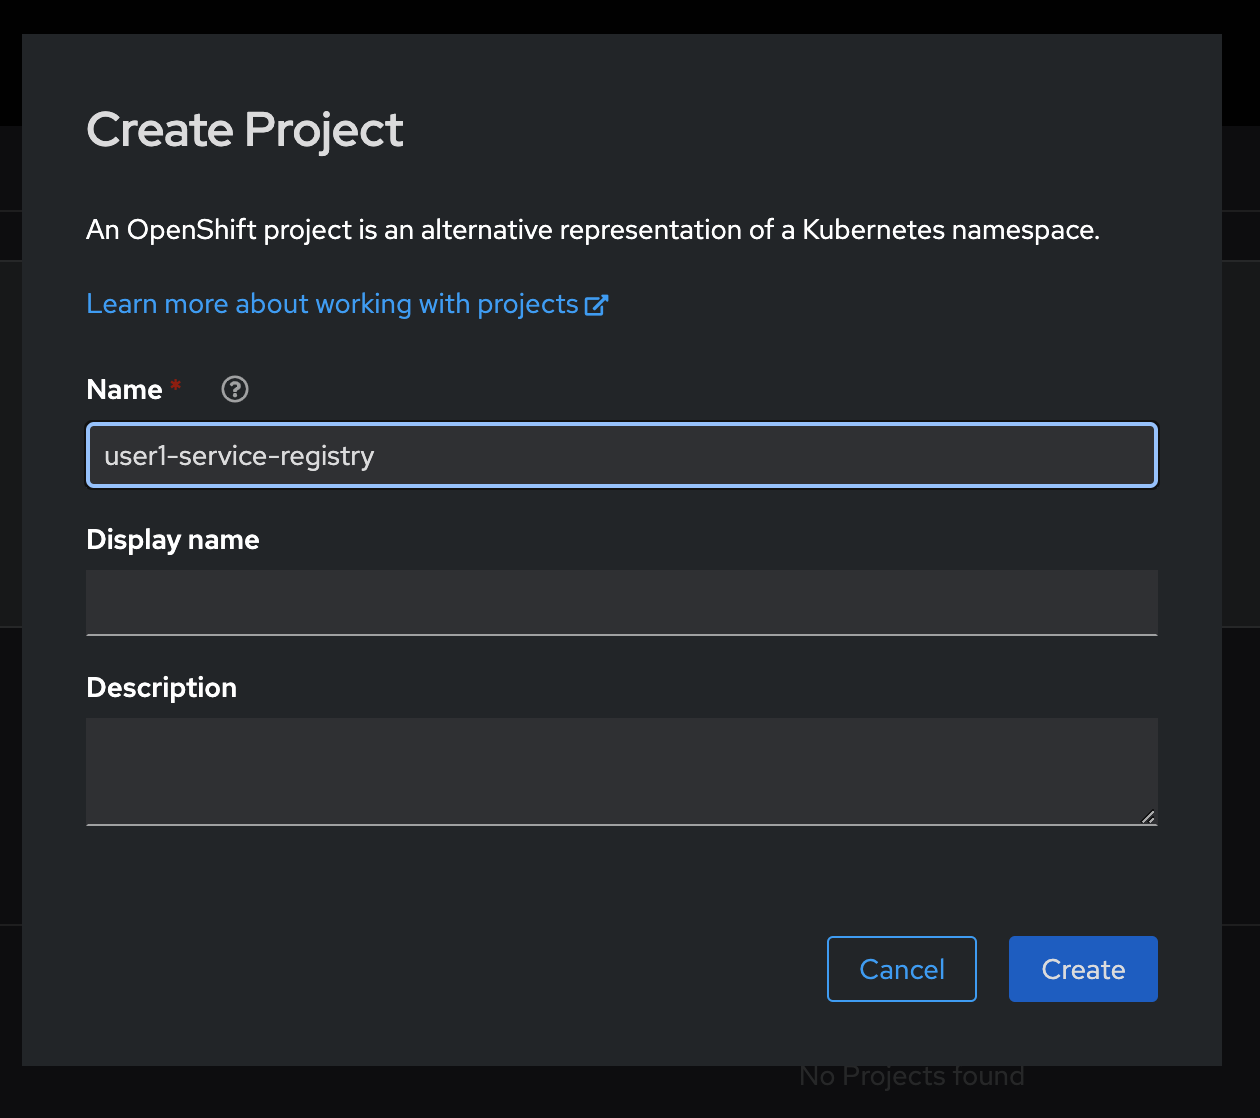 Create Project
An OpenShift project is an alternative representation of a Kubernetes namespace.
Learn more about working with projects
Name *
user1-service-registry
Display name
Description
Cancel
Create
No Projects found